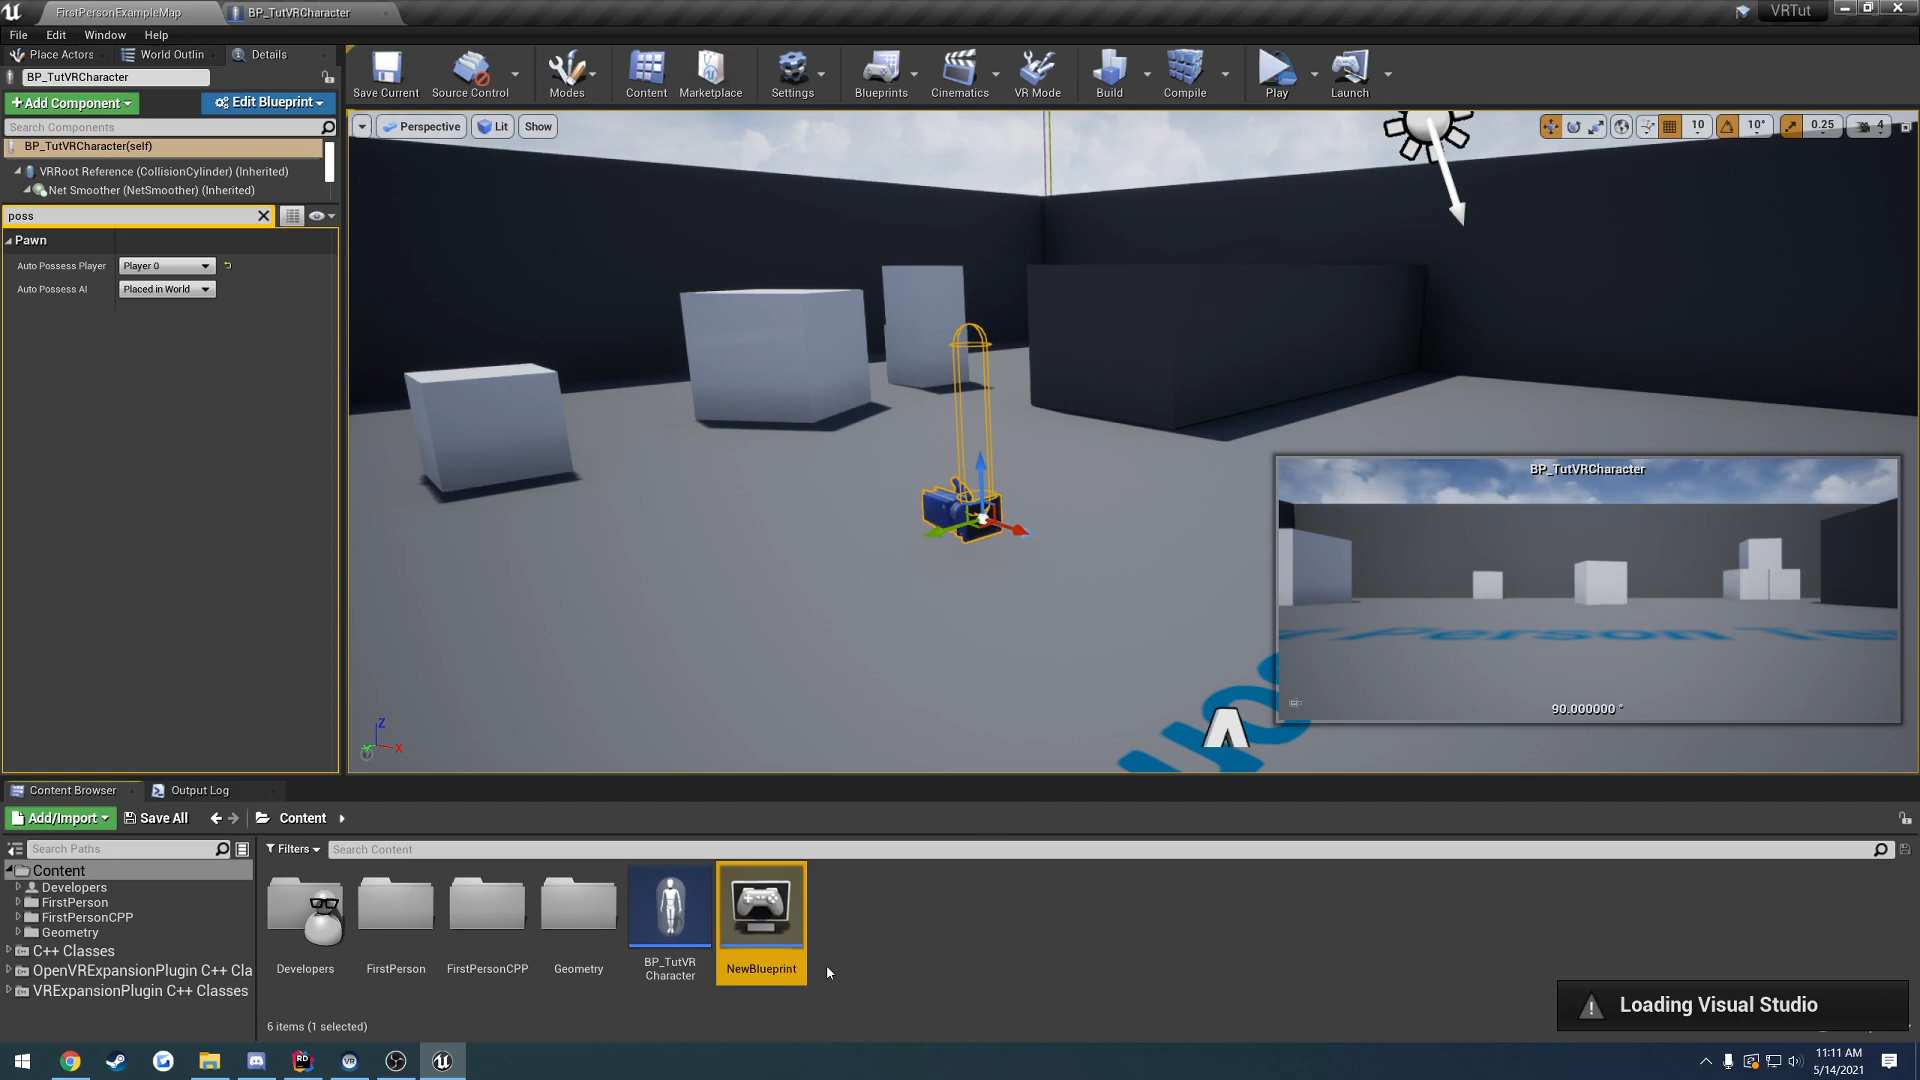 FirstPersonExampleMap
BP_TutVRCharacter
VRTut
File Edit Window Help
Place Actors World Outlin Details
BP_TutVRCharacter
Add Component Edit Blueprint
Search Components
BP_TutVRCharacter(self)
VRRoot Reference (CollisionCylinder) (Inherited)
Net Smoother (NetSmoother) (Inherited)
poss
Pawn
Auto Possess Player Player 0
Auto Possess AI Placed in World
Save Current Source Control Modes Content Marketplace Settings Blueprints Cinematics VR Mode Build Compile Play Launch
Perspective Lit Show
10 10° 0.25 4
BP_TutVRCharacter
90.000000 °
Z
X
Content Browser Output Log
Add/Import Save All Content
Search Paths
Filters Search Content
Content
Developers
FirstPerson
FirstPersonCPP
Geometry
C++ Classes
OpenVRExpansionPlugin C++ Cla
VRExpansionPlugin C++ Classes
Developers
FirstPerson
FirstPersonCPP
Geometry
BP_TutVR
Character
NewBlueprint
6 items (1 selected)
Loading Visual Studio
11:11 AM
5/14/2021